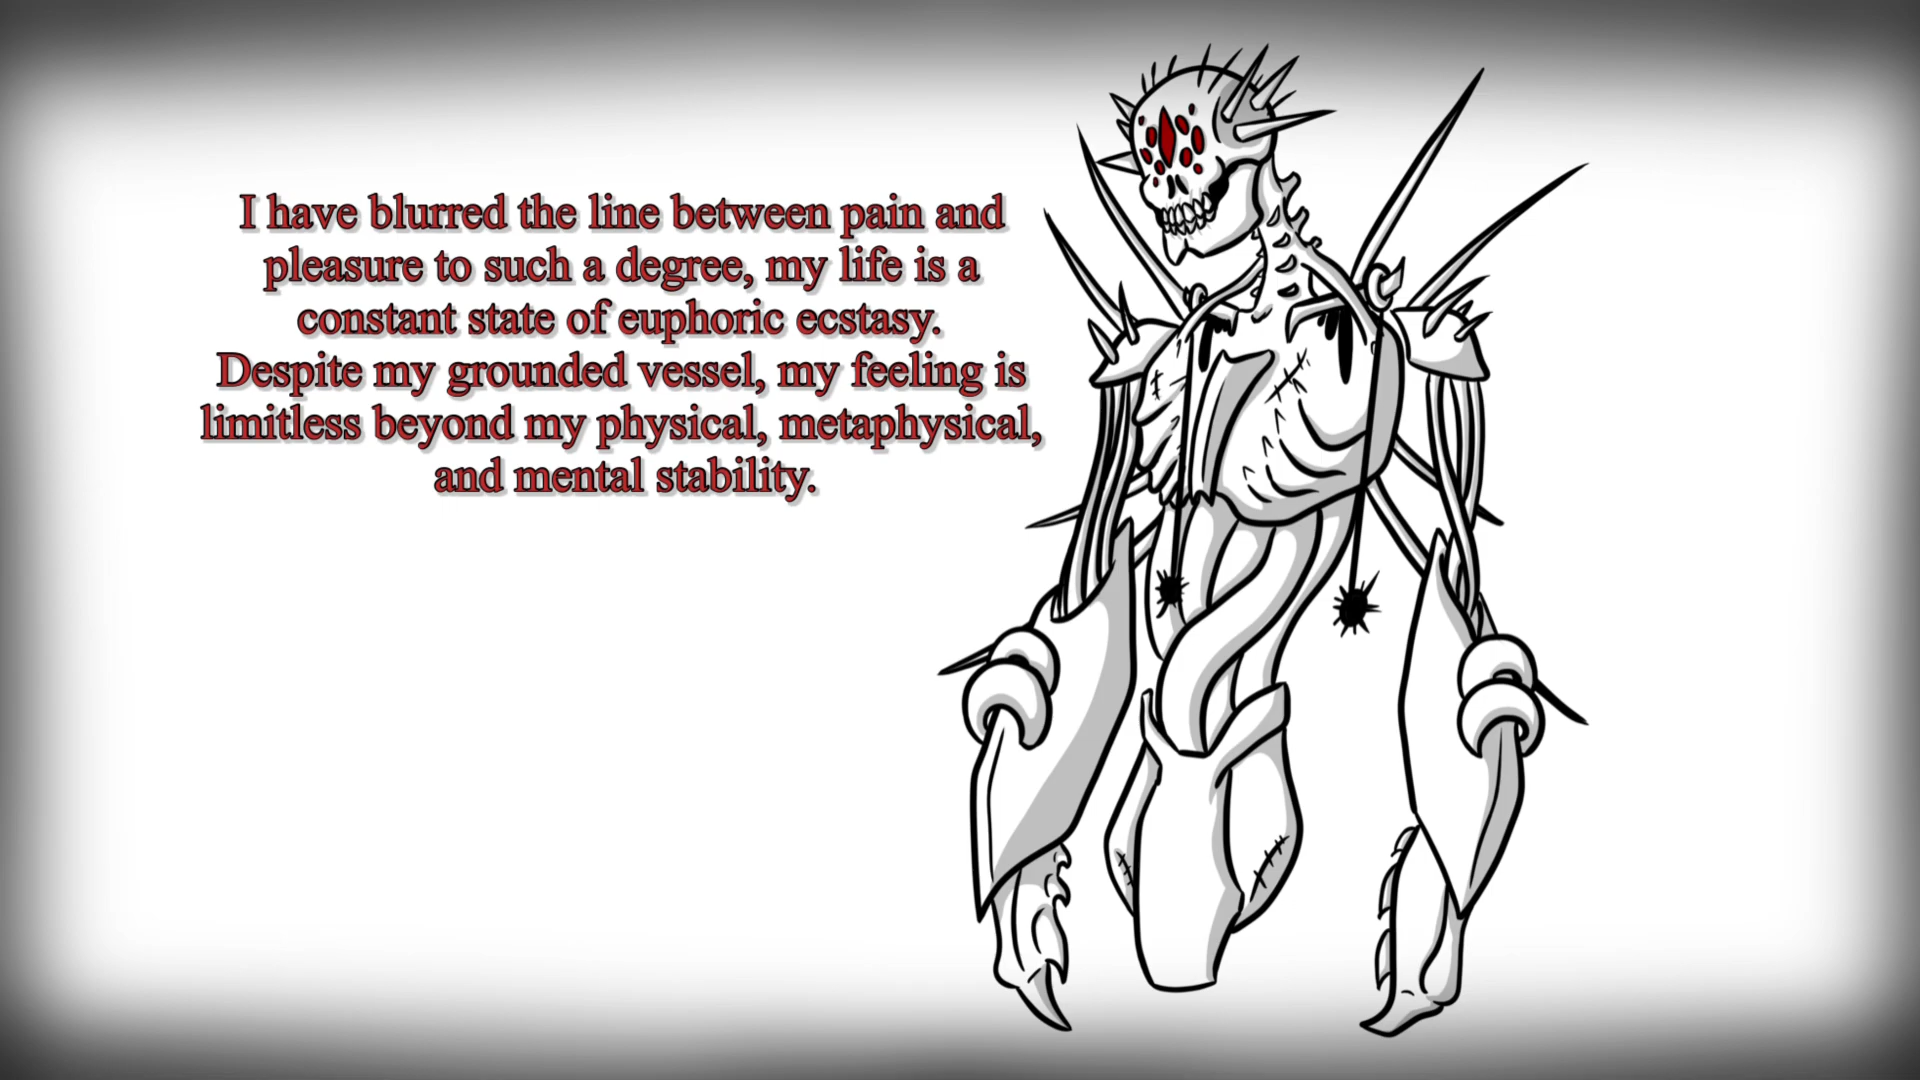 I have blurred the line between pain and
pleasure to such a degree, my life is a
constant state of euphoric ecstasy.
Despite my grounded vessel, my feeling is
limitless beyond my physical, metaphysical,
and mental stability.